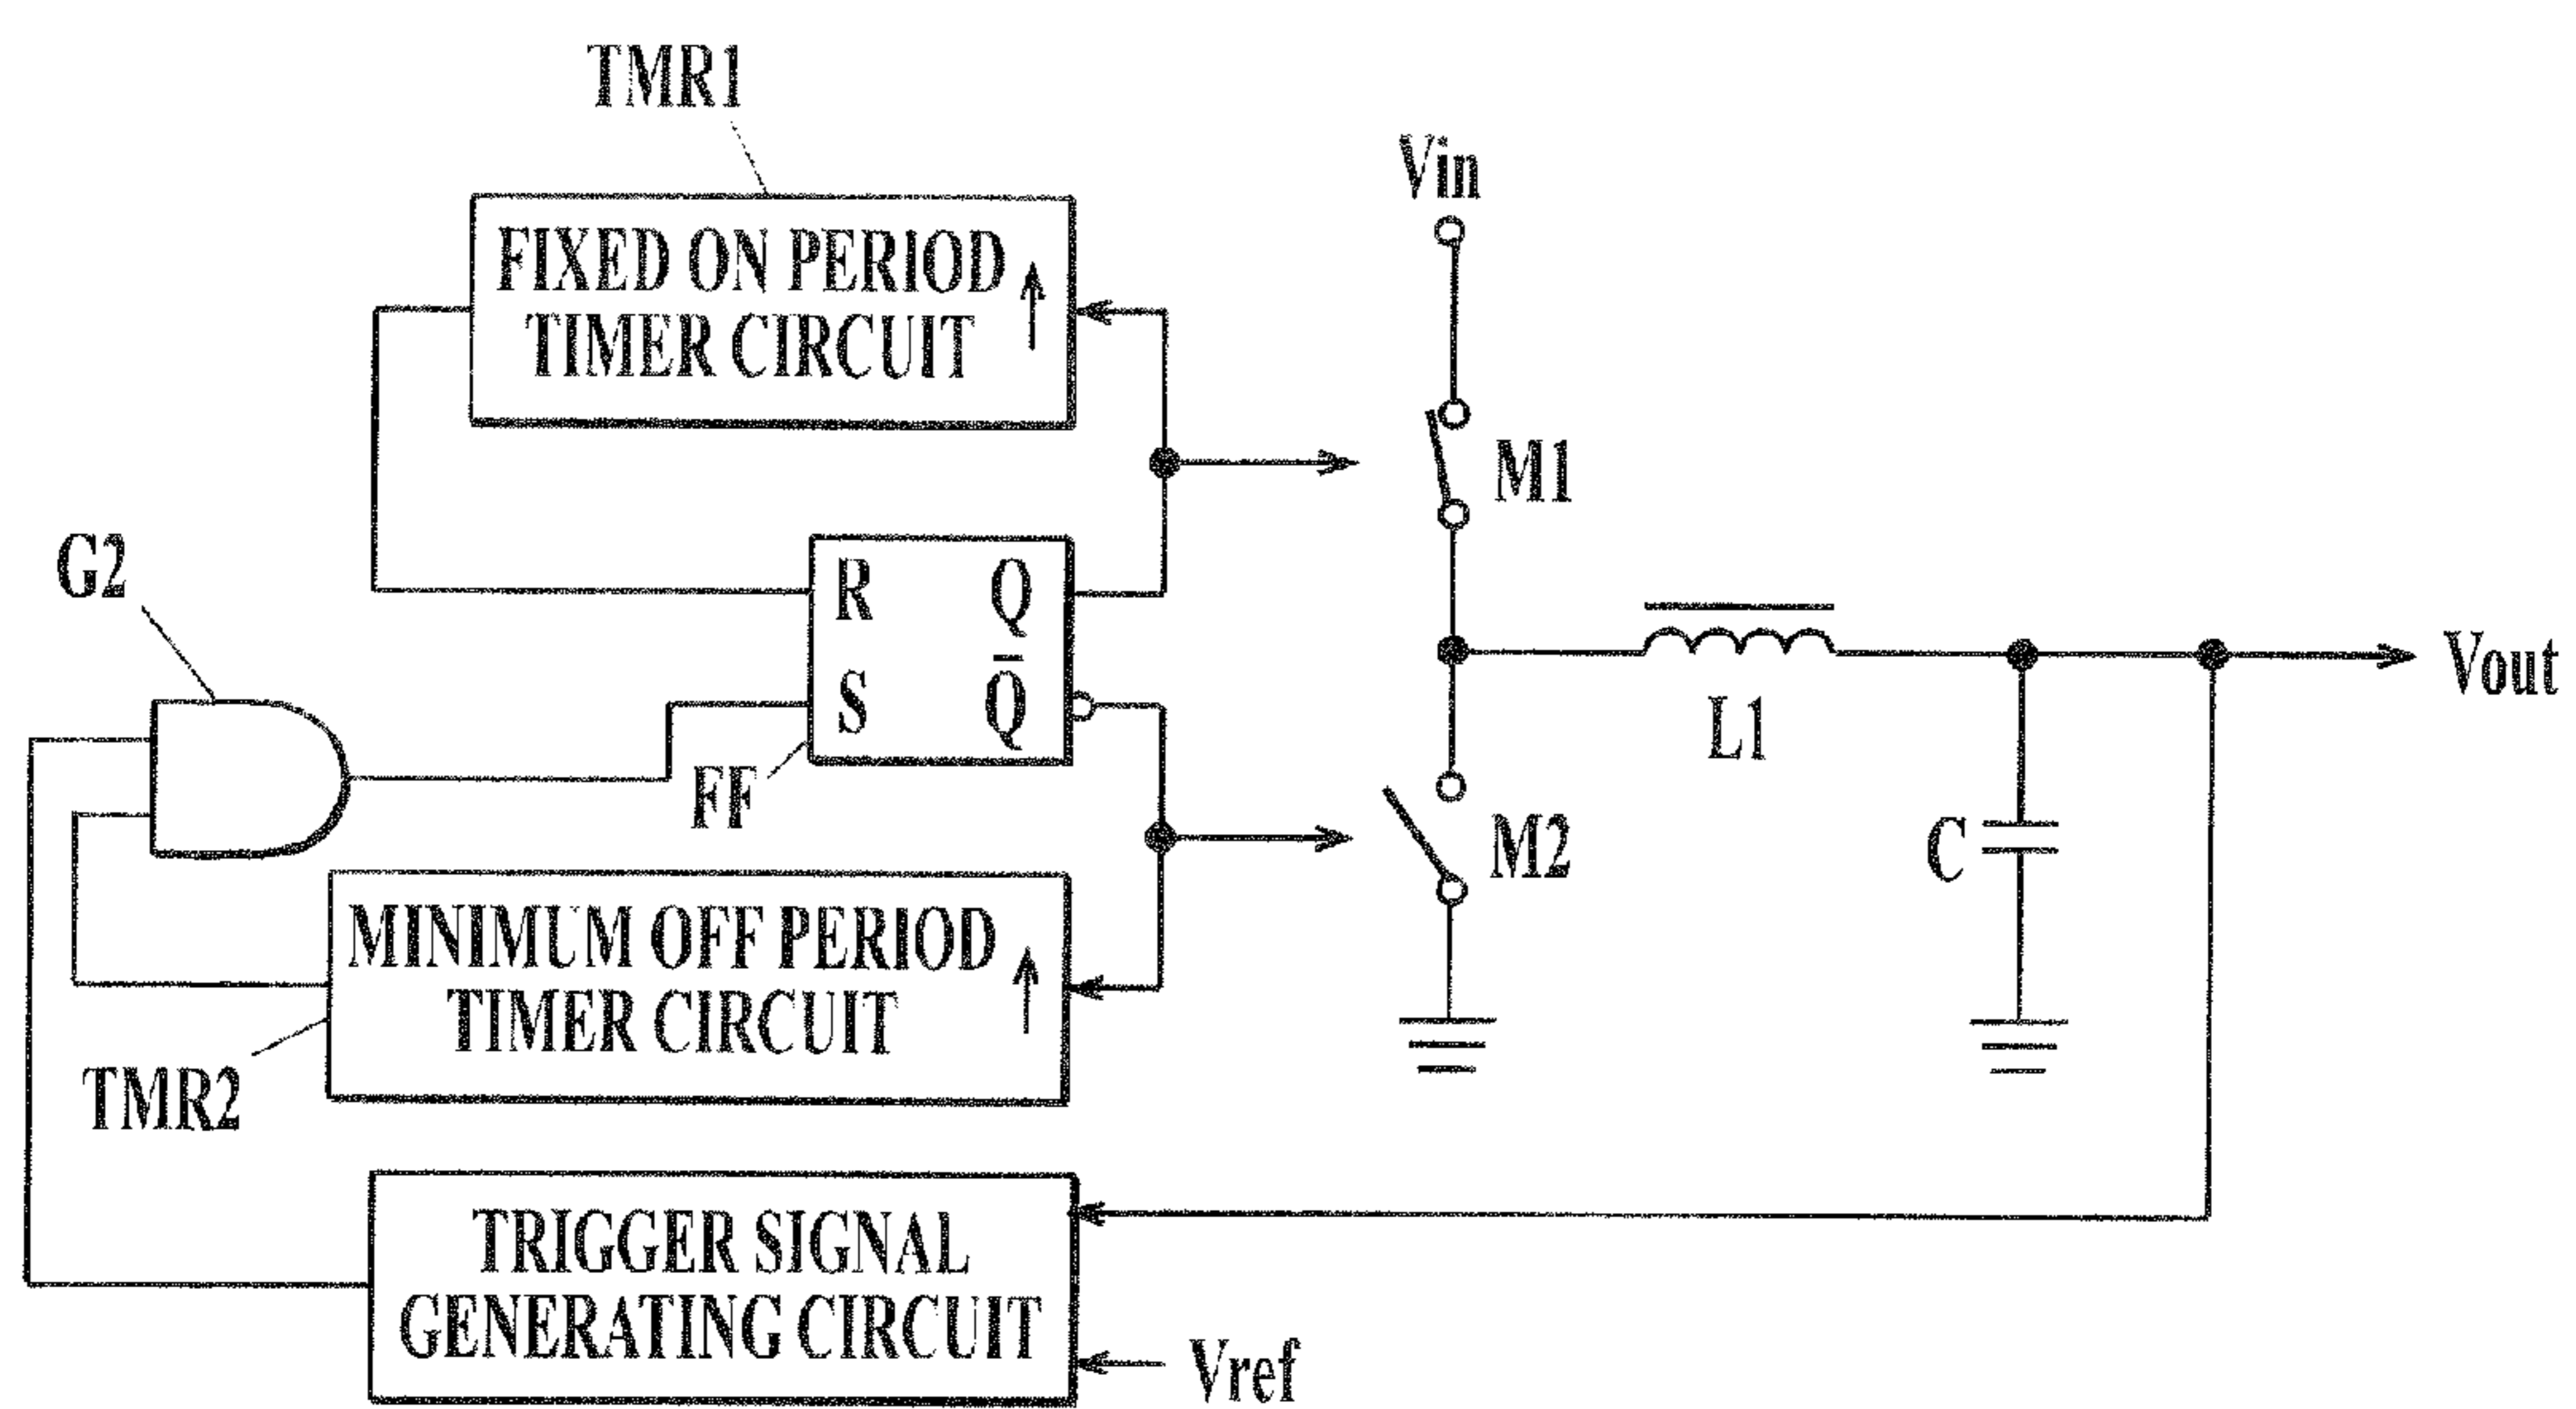 TMR1
Vin
FIXED ON PERIOD ↑
TIMER CIRCUIT
M1
G2
R Q
S Q̅
FF
L1
Vout
M2
C
MINIMUM OFF PERIOD ↑
TIMER CIRCUIT
TMR2
TRIGGER SIGNAL
GENERATING CIRCUIT
Vref